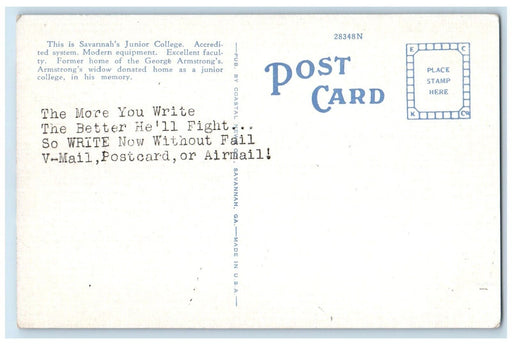 This is Savannah's Junior College. Accredi-
ted system. Modern equipment. Excellent facul-
ty. Former home of the George Armstrong's.
Armstrong's widow donated home as a junior
college, in his memory.
The More You Write
The Better He'll Fight...
So WRITE Now Without Fail
V-Mail,Postcard,or Airmail!
PUB. BY COASTAL SAVANNAH, GA.—MADE IN U.S.A.
28348N
POST
CARD
E C
PLACE
STAMP
HERE
K Co